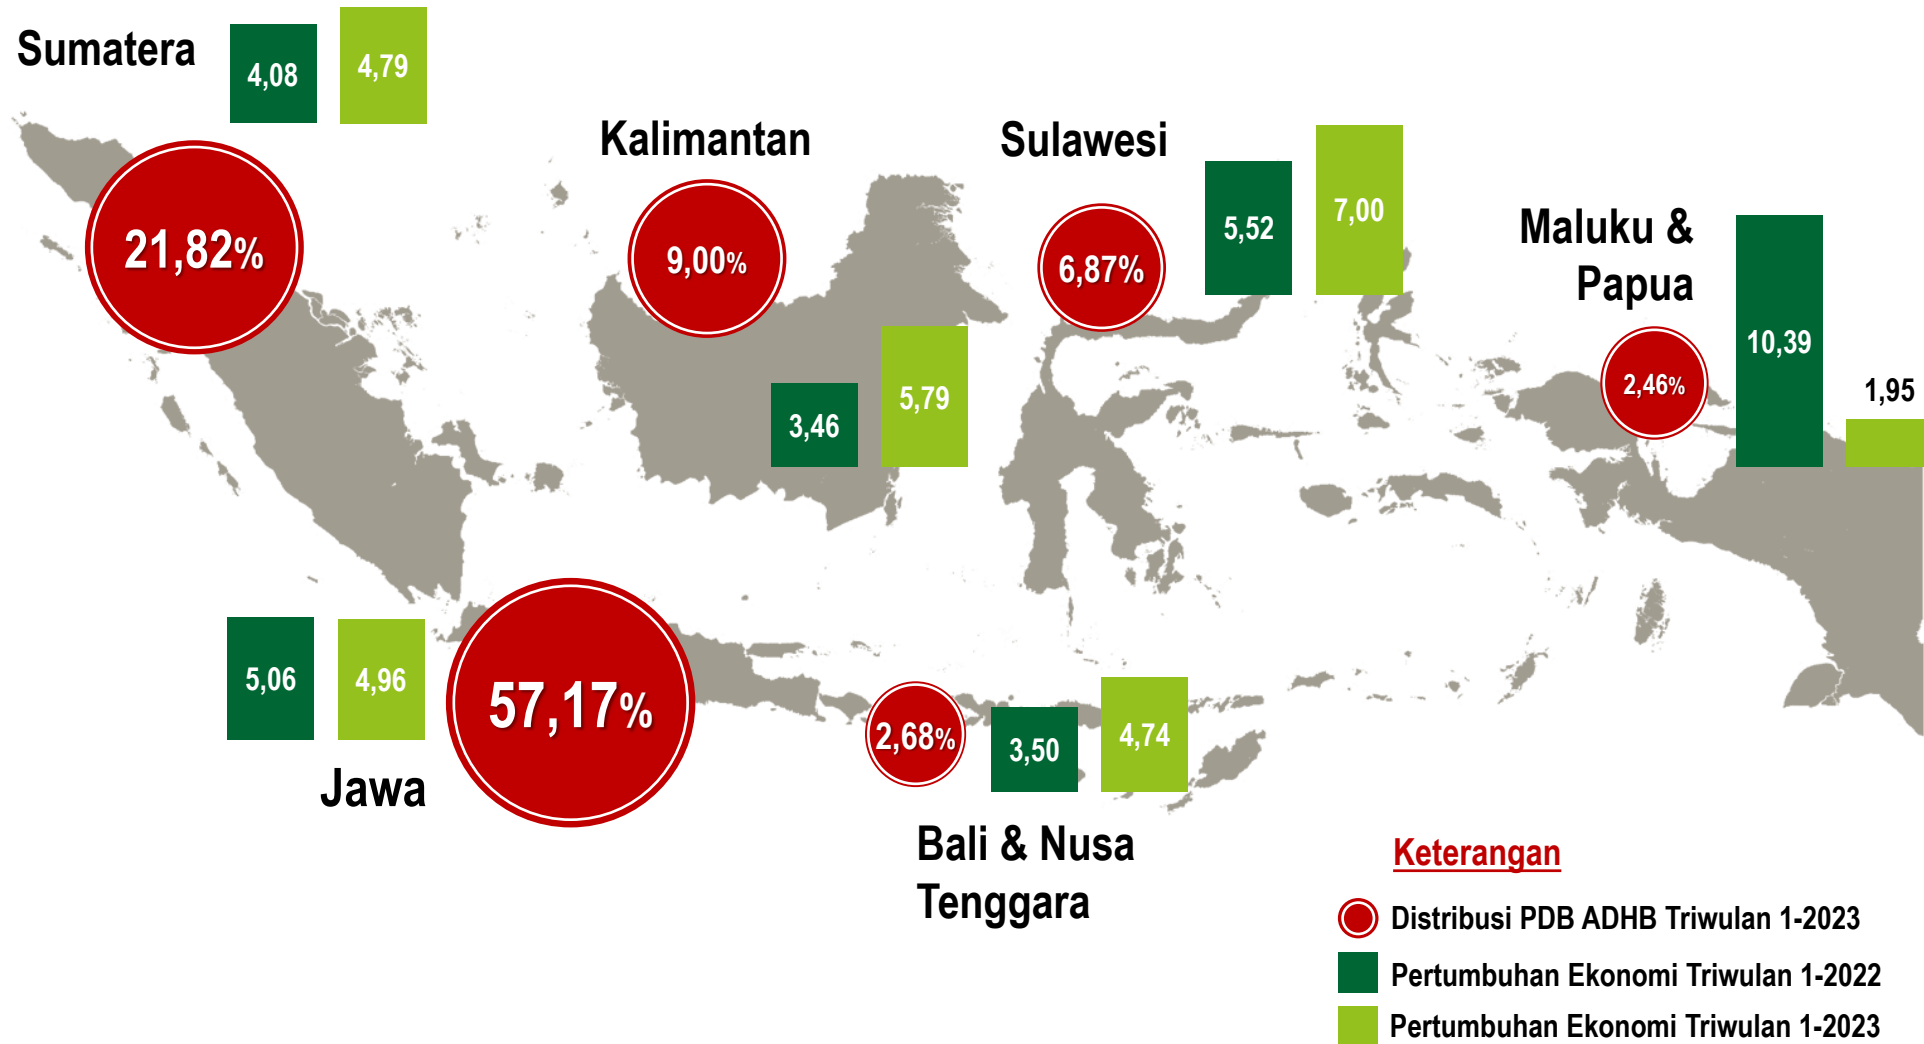 Sumatera
4,08
4,79
21,82%
Kalimantan
9,00%
3,46
5,79
Sulawesi
6,87%
5,52
7,00
Maluku &
Papua
2,46%
10,39
1,95
5,06
4,96
57,17%
Jawa
2,68%
3,50
4,74
Bali & Nusa
Tenggara
Keterangan
Distribusi PDB ADHB Triwulan 1-2023
Pertumbuhan Ekonomi Triwulan 1-2022
Pertumbuhan Ekonomi Triwulan 1-2023